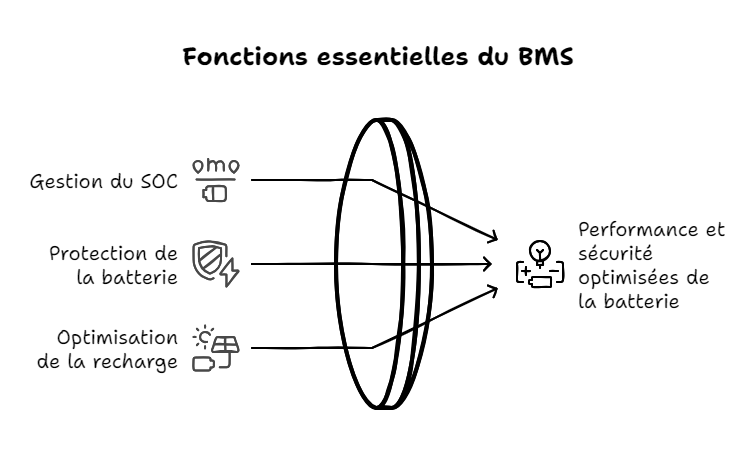 Fonctions essentielles du BMS
Gestion du SOC
Protection de
la batterie
Optimisation
de la recharge
Performance et
sécurité
optimisées de
la batterie